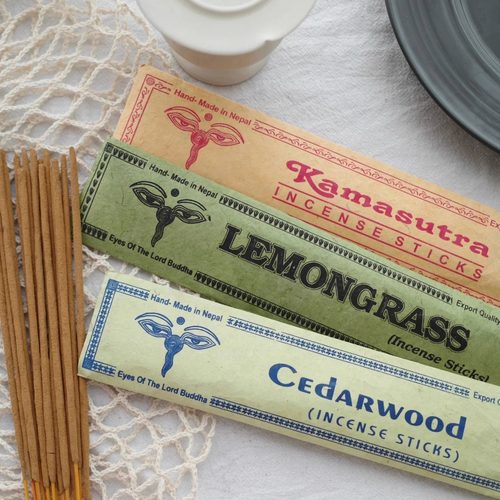 Hand- Made in Nepal
Kamasutra
INCENSE STICKS
Hand- Made in Nepal
Eyes Of The Lord Buddha
LEMONGRASS
(Incense Sticks)
Export Quality
Hand- Made in Nepal
Eyes Of The Lord Buddha
Cedarwood
(INCENSE STICKS)
Export